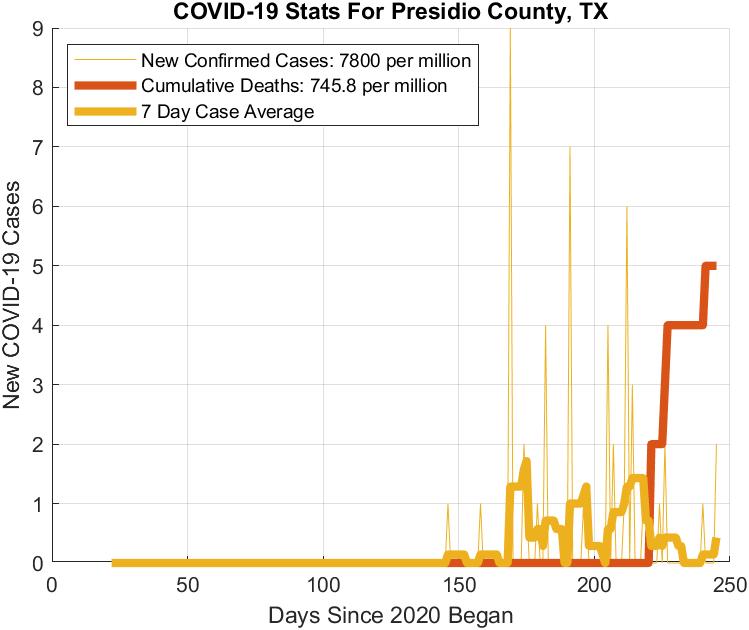 COVID-19 Stats For Presidio County, TX
New Confirmed Cases: 7800 per million
Cumulative Deaths: 745.8 per million
7 Day Case Average
New COVID-19 Cases
9
8
7
6
5
4
3
2
1
0
0 50 100 150 200 250
Days Since 2020 Began